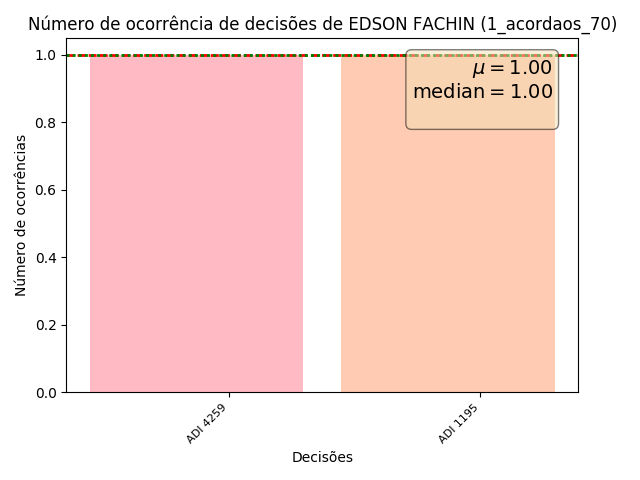 Número de ocorrência de decisões de EDSON FACHIN (1_acordaos_70)
μ = 1.00
median = 1.00
Número de ocorrências
1.0
0.8
0.6
0.4
0.2
0.0
ADI 4259
ADI 1195
Decisões